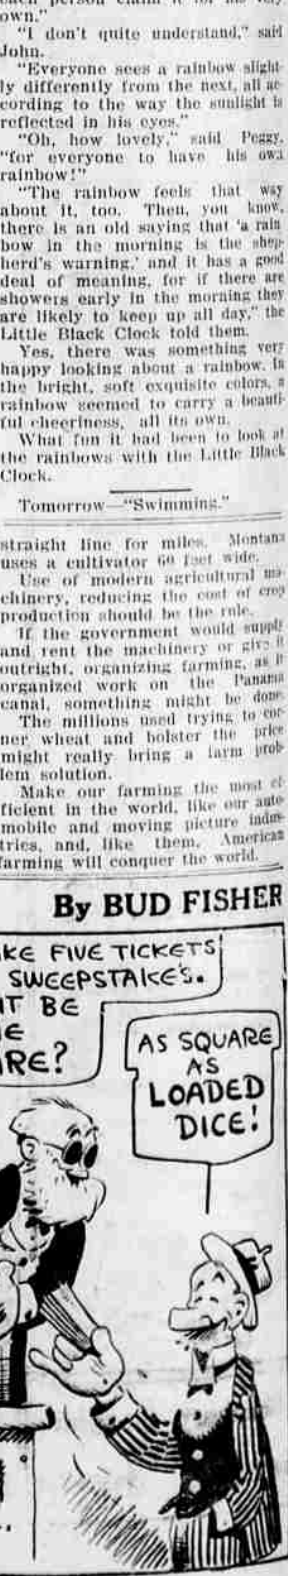 each person claim it for his very
own."
"I don't quite understand," said
John.
"Everyone sees a rainbow slight-
ly differently from the next, all ac-
cording to the way the sunlight is
reflected in his eyes."
"Oh, how lovely," said Peggy,
"for everyone to have his own
rainbow!"
"The rainbow feels that way
about it, too. Then, you know,
there is an old saying that 'a rain
bow in the morning is the shep-
herd's warning,' and it has a good
deal of meaning, for if there are
showers early in the morning they
are likely to keep up all day," the
Little Black Clock told them.
Yes, there was something very
happy looking about a rainbow. In
the bright, soft exquisite colors, a
rainbow seemed to carry a beauti-
ful cheeriness, all its own.
What fun it had been to look at
the rainbows with the Little Black
Clock.
Tomorrow—"Swimming."
straight line for miles. Montana
uses a cultivator 60 feet wide.
Use of modern agricultural ma-
chinery, reducing the cost of crop
production should be the rule.
If the government would supply
and rent the machinery or give it
outright, organizing farming, as it
organized work on the Panama
canal, something might be done.
The millions used trying to cor-
ner wheat and bolster the price
might really bring a farm prob-
lem solution.
Make our farming the most ef-
ficient in the world, like our auto-
mobile and moving picture indus-
tries, and, like them, American
farming will conquer the world.
By BUD FISHER
KE FIVE TICKETS
SWEEPSTAKE'S.
IT BE
E
RE?
AS SQUARE
AS
LOADED
DICE!